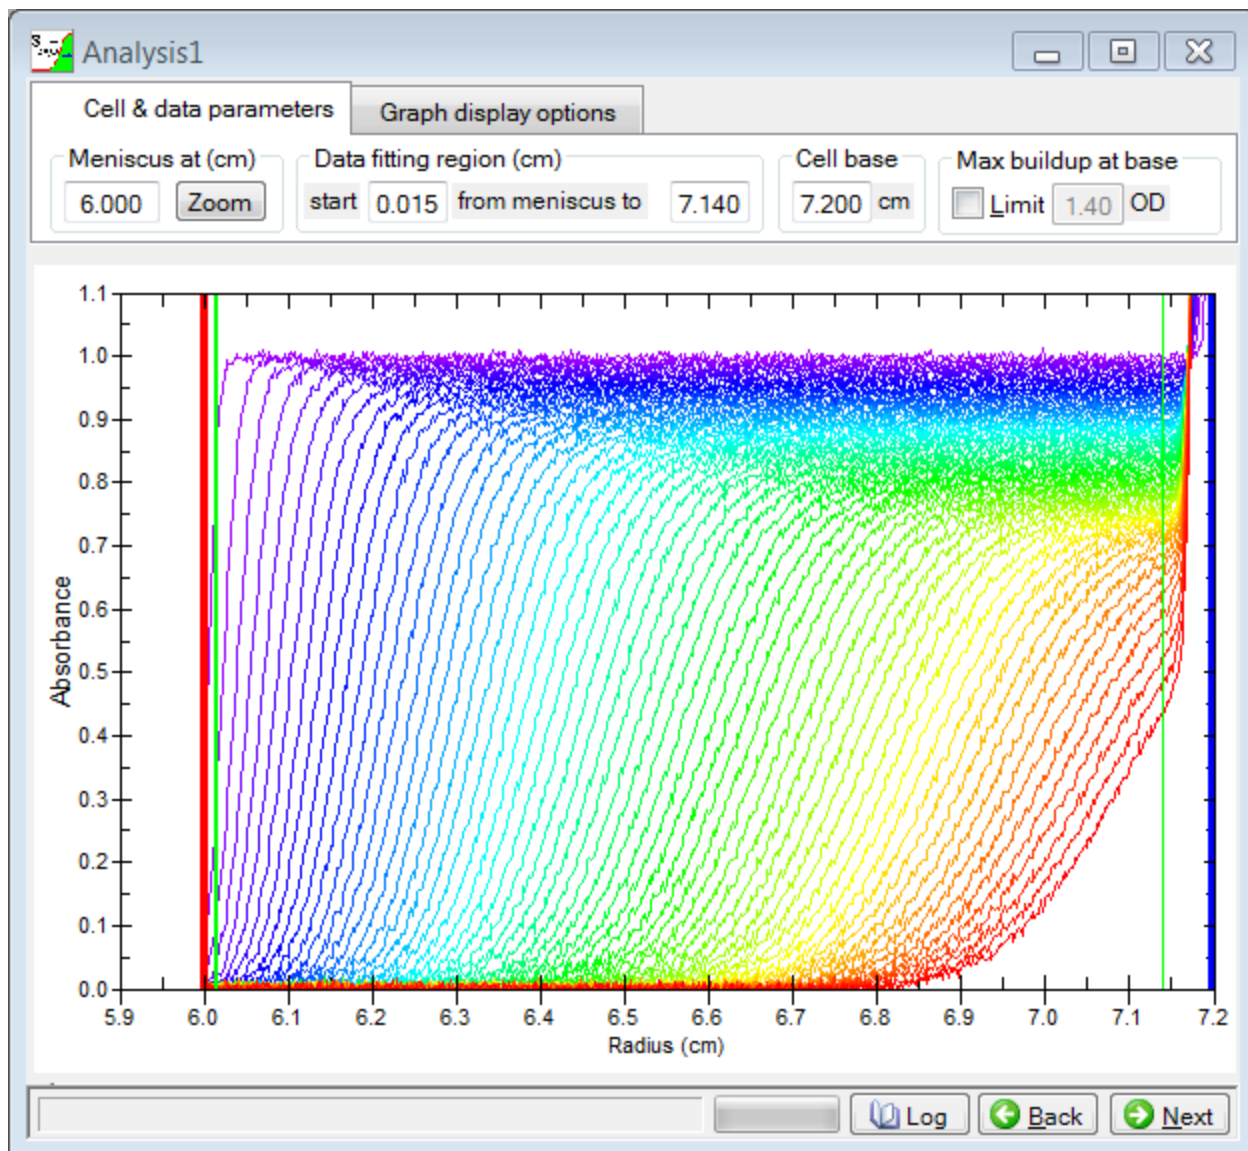 Analysis1
Cell & data parameters
Graph display options
Meniscus at (cm)
Data fitting region (cm)
Cell base
Max buildup at base
6.000 Zoom
start 0.015 from meniscus to 7.140
7.200 cm
Limit 1.40 OD
1.1
1.0
0.9
0.8
0.7
0.6
0.5
0.4
0.3
0.2
0.1
0.0
Absorbance
5.9 6.0 6.1 6.2 6.3 6.4 6.5 6.6 6.7 6.8 6.9 7.0 7.1 7.2
Radius (cm)
Log Back Next